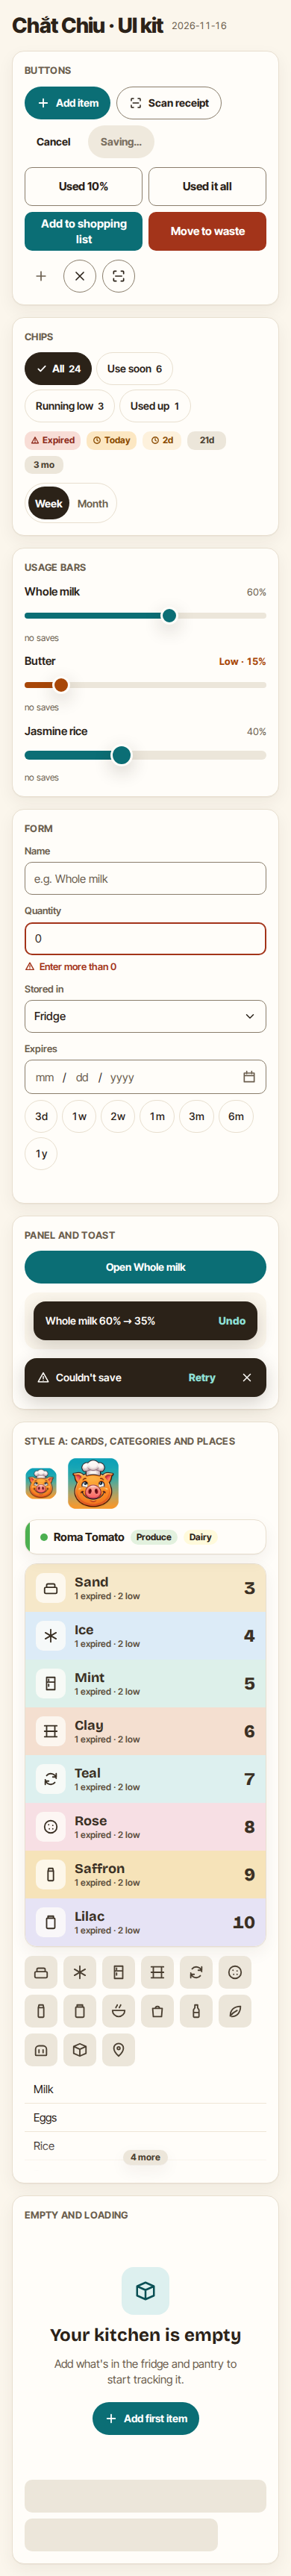 Chắt Chiu · UI kit 2026-11-16
BUTTONS
Add item Scan receipt
Cancel Saving...
Used 10% Used it all
Add to shopping
list
Move to waste
CHIPS
All 24 Use soon 6
Running low 3 Used up 1
Expired Today 2d 21d
3 mo
Week Month
USAGE BARS
Whole milk 60%
no saves
Butter Low · 15%
no saves
Jasmine rice 40%
no saves
FORM
Name
e.g. Whole milk
Quantity
0
Enter more than 0
Stored in
Fridge
Expires
mm / dd / yyyy
3d 1w 2w 1m 3m 6m
1y
PANEL AND TOAST
Open Whole milk
Whole milk 60% → 35% Undo
Couldn't save Retry
STYLE A: CARDS, CATEGORIES AND PLACES
Roma Tomato Produce Dairy
Sand 3
1 expired · 2 low
Ice 4
1 expired · 2 low
Mint 5
1 expired · 2 low
Clay 6
1 expired · 2 low
Teal 7
1 expired · 2 low
Rose 8
1 expired · 2 low
Saffron 9
1 expired · 2 low
Lilac 10
1 expired · 2 low
Milk
Eggs
Rice
4 more
EMPTY AND LOADING
Your kitchen is empty
Add what's in the fridge and pantry to
start tracking it.
Add first item